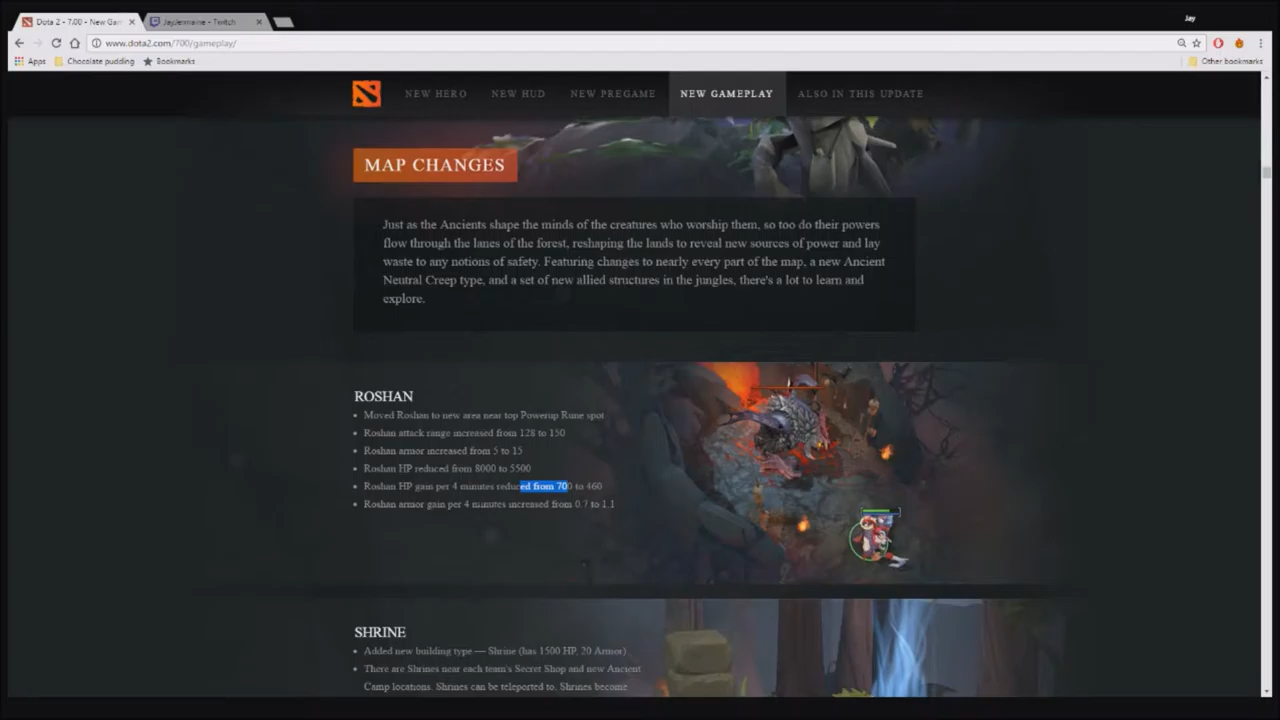 Dota 2 - 7.00 - New Gam
Jayjermaine - Twitch
Jay
www.dota2.com/700/gameplay/
Apps
Chocolate pudding
Bookmarks
Other bookmarks
NEW HERO
NEW HUD
NEW PREGAME
NEW GAMEPLAY
ALSO IN THIS UPDATE
MAP CHANGES
Just as the Ancients shape the minds of the creatures who worship them, so too do their powers
flow through the lanes of the forest, reshaping the lands to reveal new sources of power and lay
waste to any notions of safety. Featuring changes to nearly every part of the map, a new Ancient
Neutral Creep type, and a set of new allied structures in the jungles, there's a lot to learn and
explore.
ROSHAN
• Moved Roshan to new area near top Powerup Rune spot
• Roshan attack range increased from 128 to 150
• Roshan armor increased from 5 to 15
• Roshan HP reduced from 8000 to 5500
• Roshan HP gain per 4 minutes reduced from 700 to 460
• Roshan armor gain per 4 minutes increased from 0.7 to 1.1
SHRINE
• Added new building type — Shrine (has 1500 HP, 20 Armor)
• There are Shrines near each team's Secret Shop and new Ancient
Camp locations. Shrines can be teleported to. Shrines become